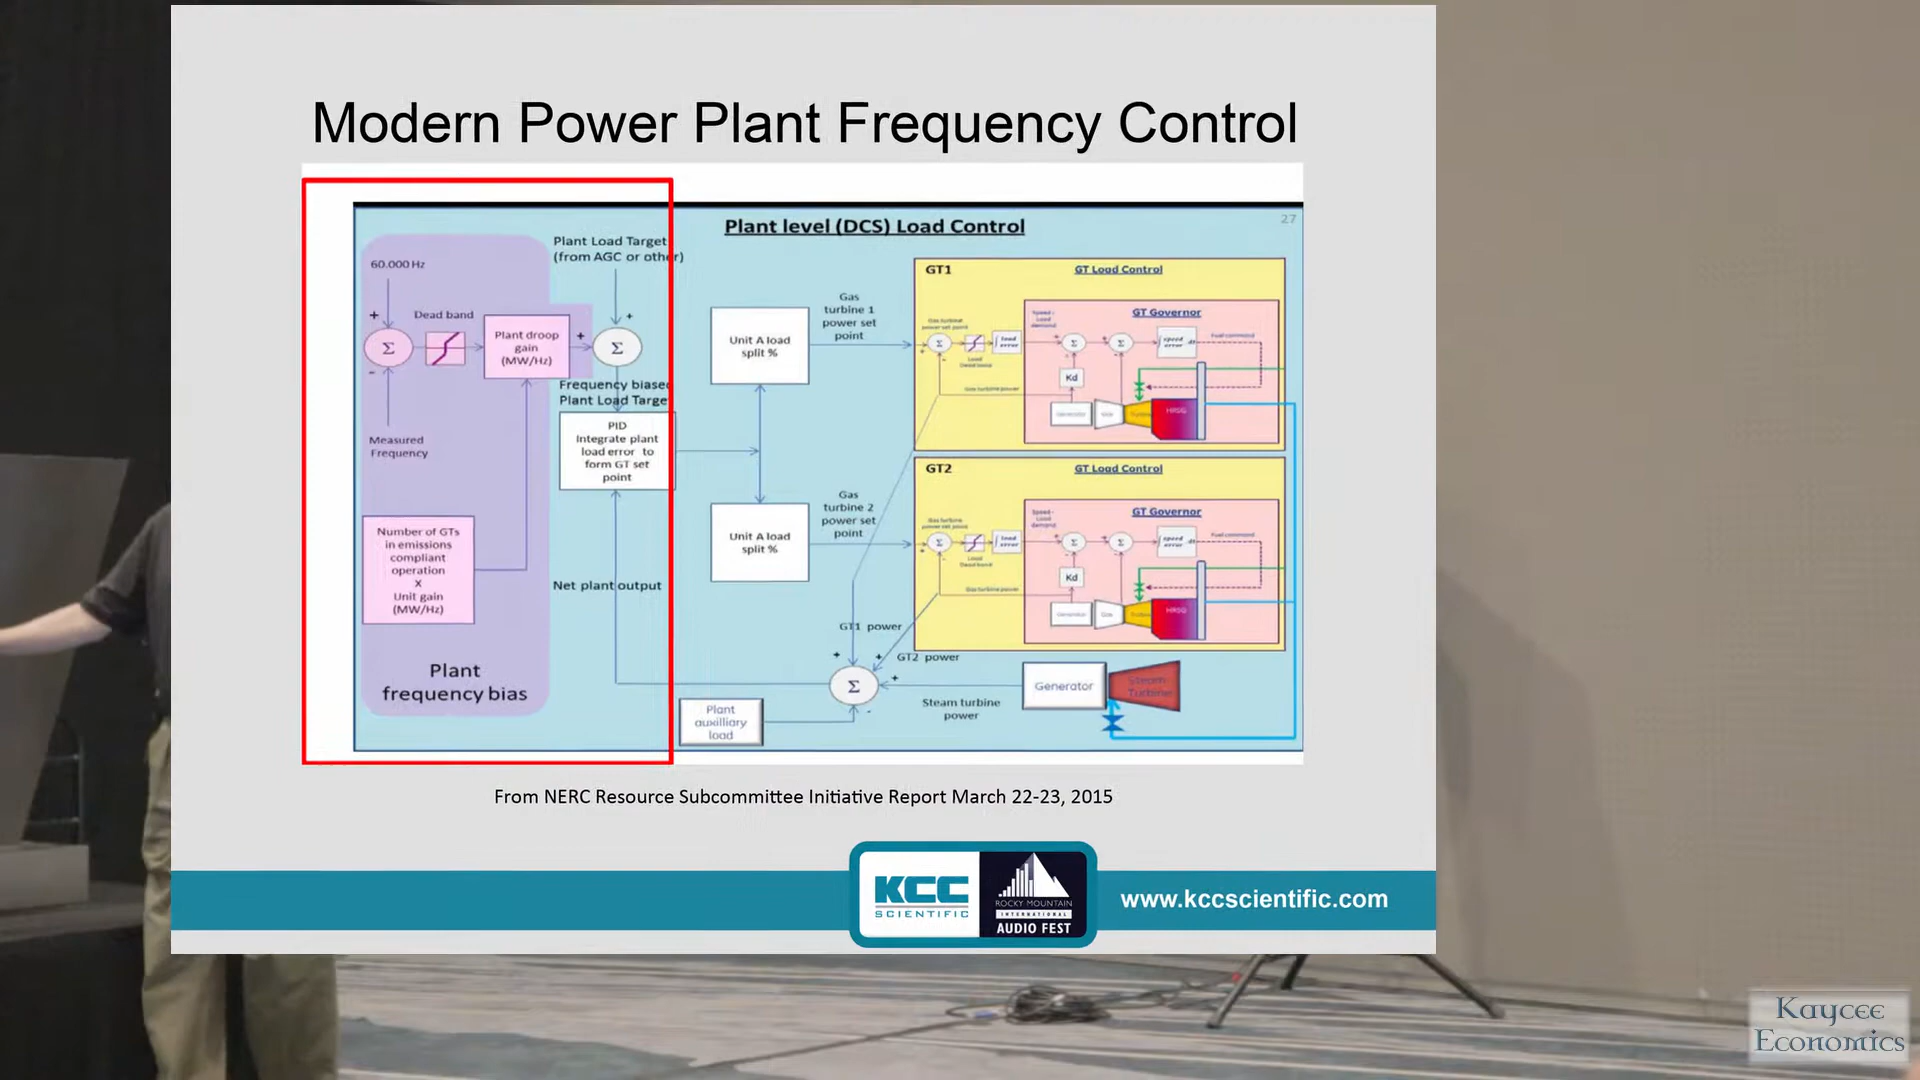 Modern Power Plant Frequency Control
Plant level (DCS) Load Control
27
60.000 Hz
+
Σ
-
Dead band
Plant droop
gain
(MW/Hz)
+
Plant Load Target
(from AGC or other)
+
Σ
Frequency biased
Plant Load Target
Measured
Frequency
PID
Integrate plant
load error to
form GT set
point
Number of GTs
in emissions
compliant
operation
X
Unit gain
(MW/Hz)
Net plant output
Plant
frequency bias
Unit A load
split %
Gas
turbine 1
power set
point
Unit A load
split %
Gas
turbine 2
power set
point
GT1
GT Load Control
GT Governor
Gas turbine
power set point
Σ
Load
Dead band
load
error
Speed -
Load
demand
Σ
Σ
speed
error dt
Fuel command
Kd
Gas turbine power
Generator
HRSG
GT2
GT Load Control
GT Governor
Gas turbine
power set point
Σ
Load
Dead band
load
error
Speed -
Load
demand
Σ
Σ
speed
error dt
Fuel command
Kd
Gas turbine power
Generator
HRSG
GT1 power
+
+
GT2 power
Σ
+
-
Steam turbine
power
Generator
Steam
Turbine
Plant
auxilliary
load
From NERC Resource Subcommittee Initiative Report March 22-23, 2015
KCC
SCIENTIFIC
ROCKY MOUNTAIN
INTERNATIONAL
AUDIO FEST
www.kccscientific.com
Kaycee
Economics